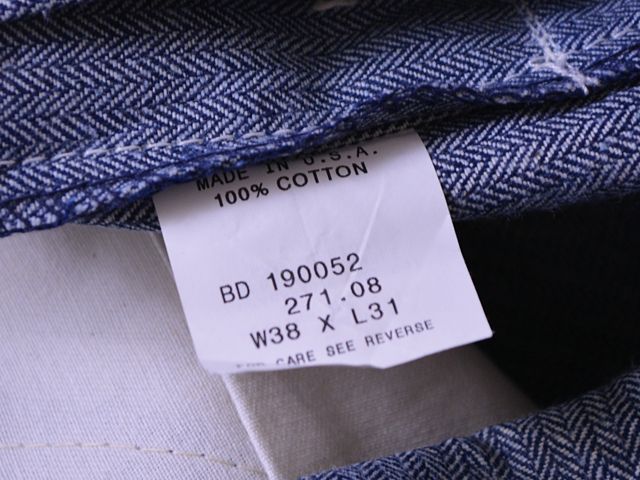 MADE IN U.S.A.
100% COTTON
BD 190052
271.08
W38 X L31
FOR CARE SEE REVERSE